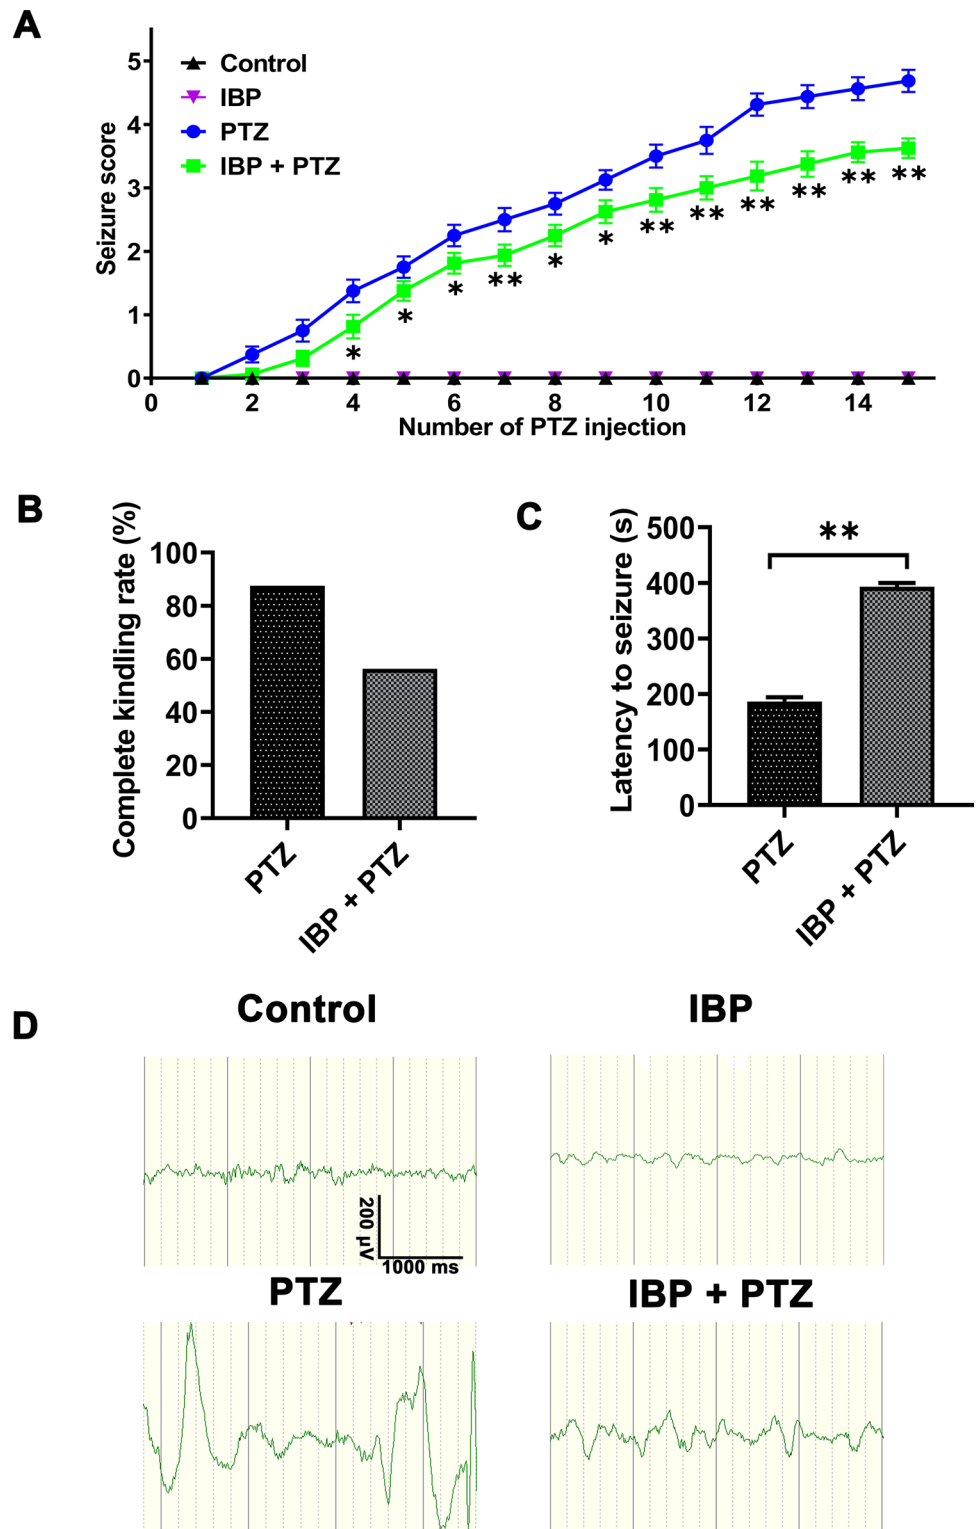 A
Seizure score
5
4
3
2
1
0
Control
IBP
PTZ
IBP + PTZ
* * * ** * * ** ** ** ** ** **
0 2 4 6 8 10 12 14
Number of PTZ injection
B
Complete kindling rate (%)
100
80
60
40
20
0
PTZ
IBP + PTZ
C
Latency to seizure (s)
500
400
300
200
100
0
**
PTZ
IBP + PTZ
D
Control
IBP
200 µV
1000 ms
PTZ
IBP + PTZ